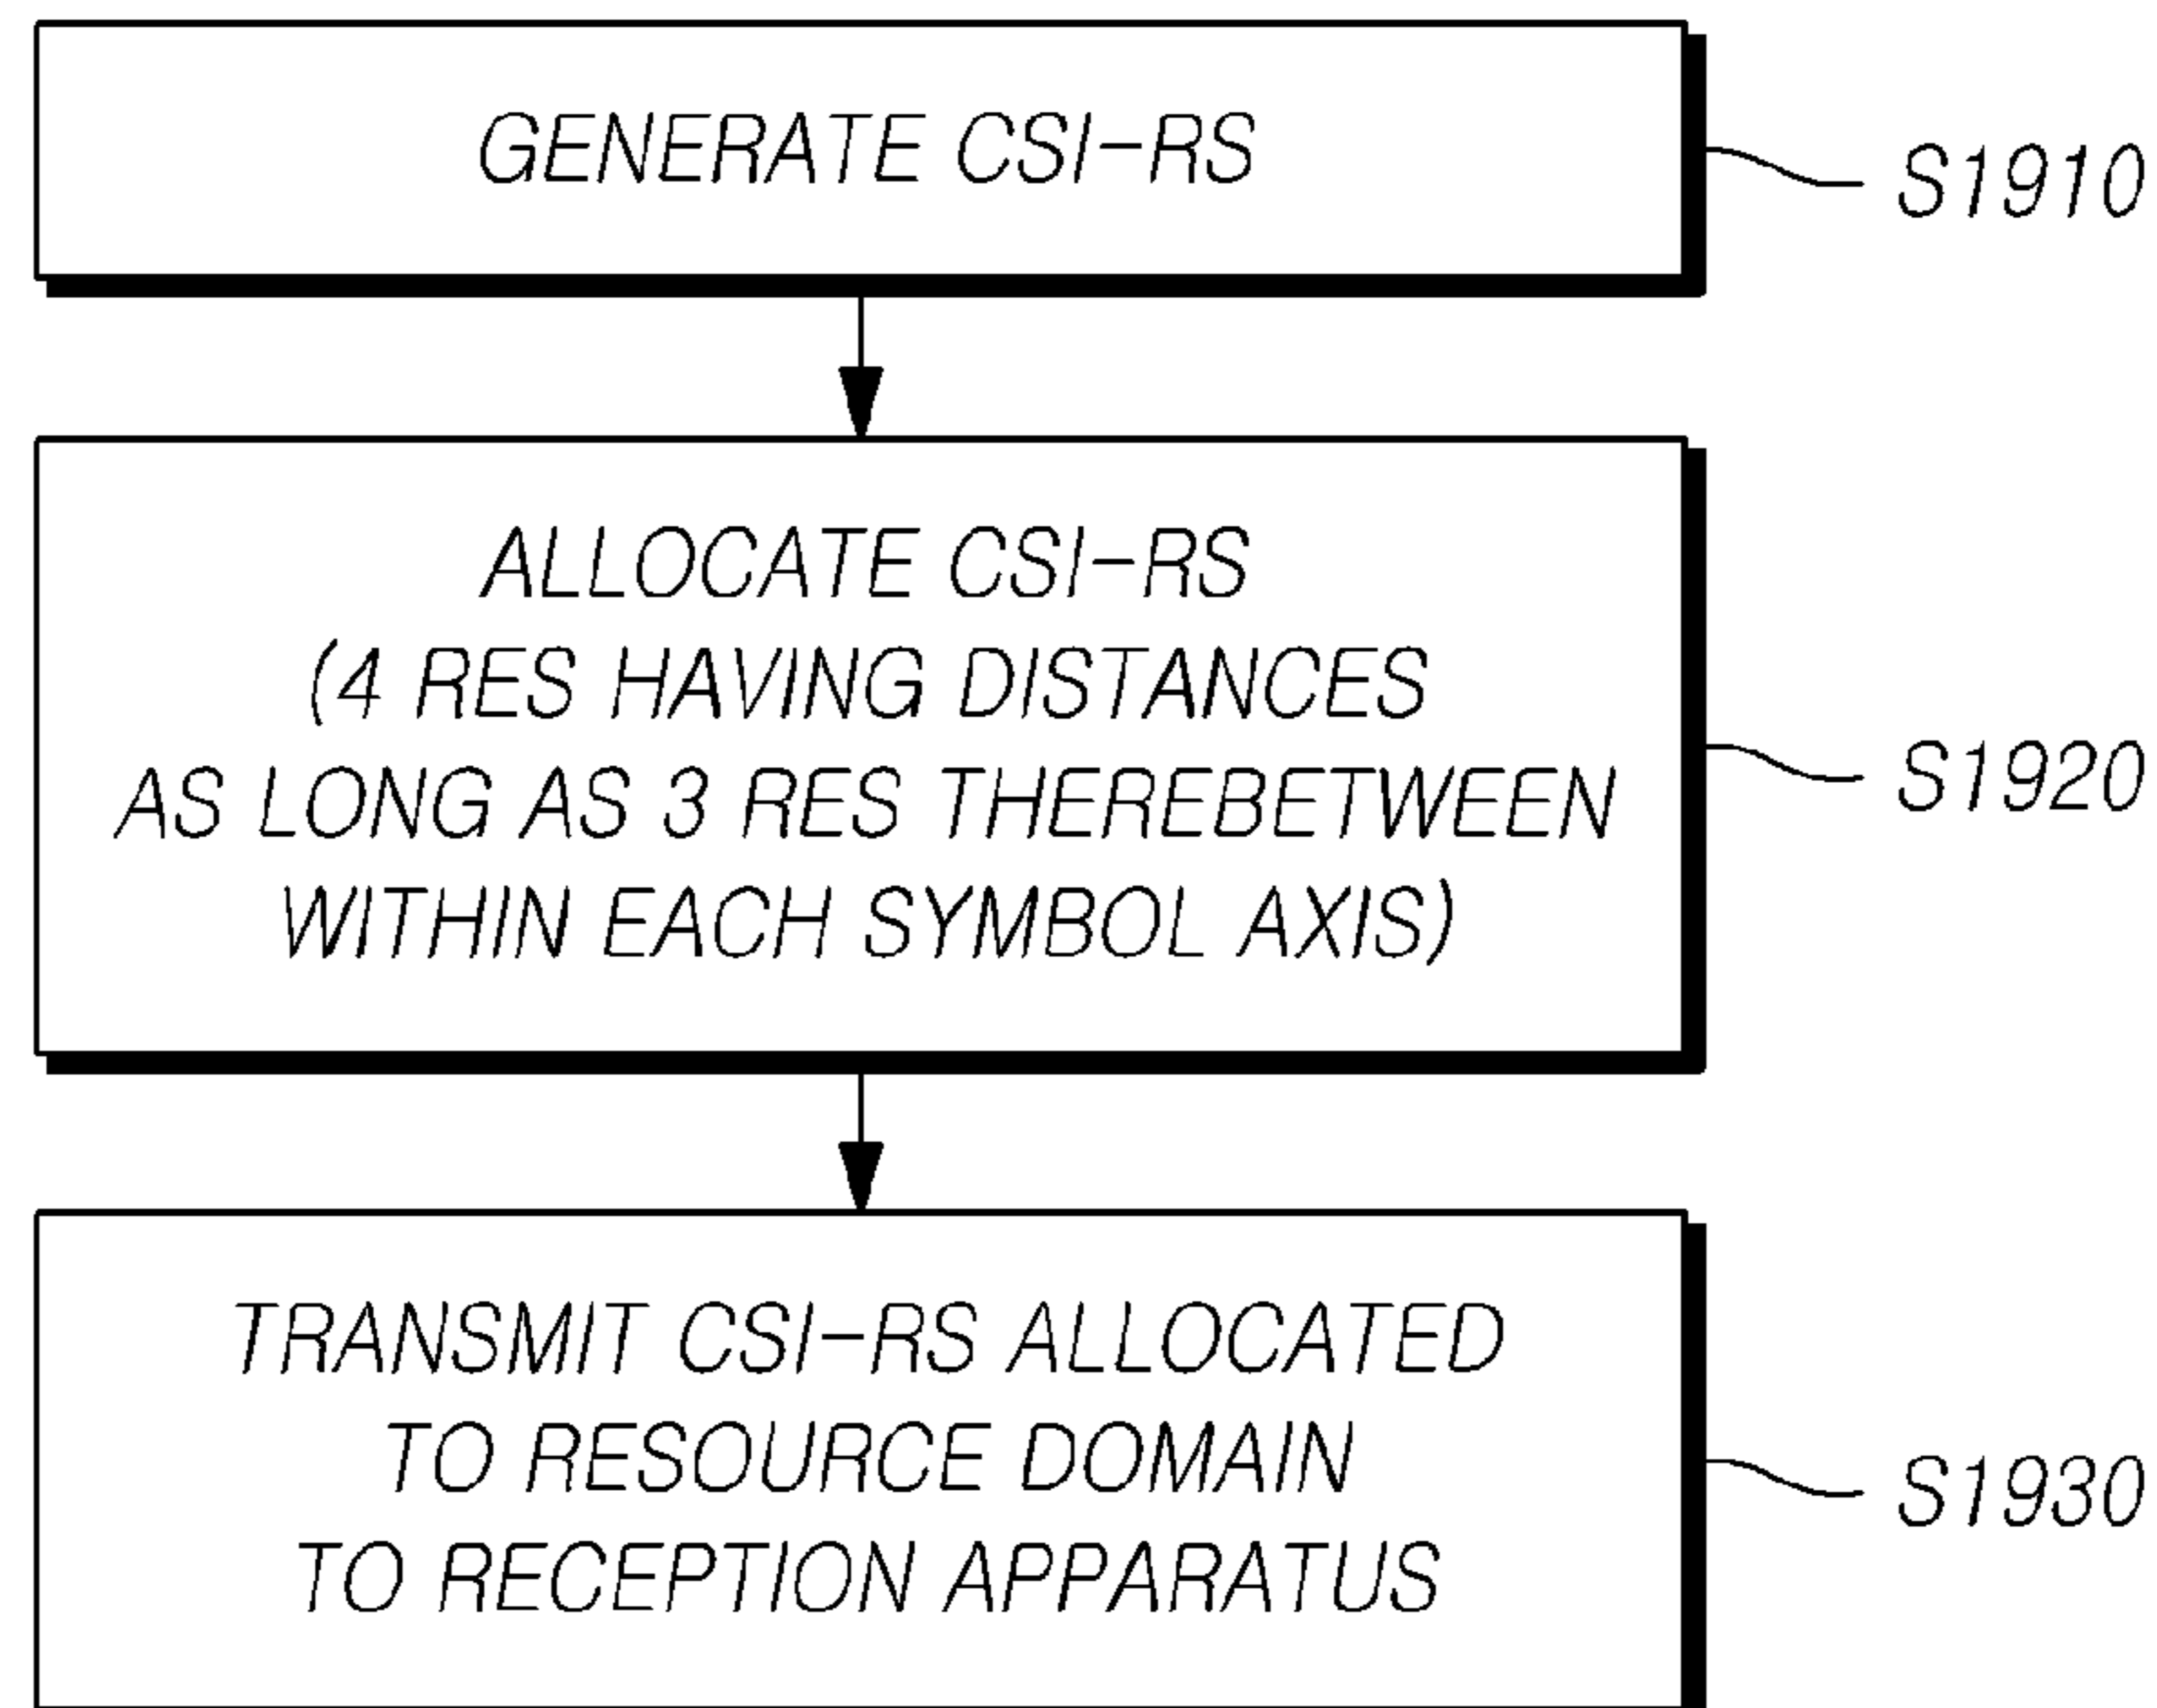 GENERATE CSI-RS
S1910
ALLOCATE CSI-RS
(4 RES HAVING DISTANCES
AS LONG AS 3 RES THEREBETWEEN
WITHIN EACH SYMBOL AXIS)
S1920
TRANSMIT CSI-RS ALLOCATED
TO RESOURCE DOMAIN
TO RECEPTION APPARATUS
S1930